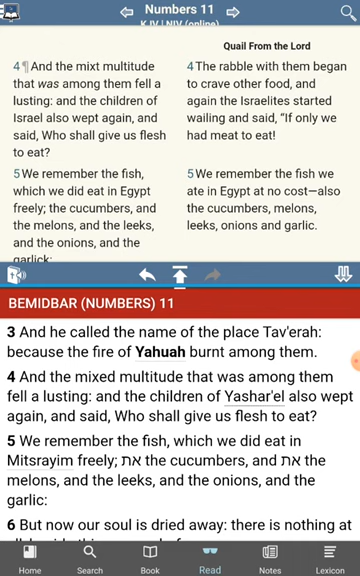 Numbers 11
KJV | NIV (online)
Quail From the Lord
4 ¶ And the mixt multitude
that was among them fell a
lusting: and the children of
Israel also wept again, and
said, Who shall give us flesh
to eat?
5 We remember the fish,
which we did eat in Egypt
freely; the cucumbers, and
the melons, and the leeks,
and the onions, and the
garlick:
4 The rabble with them began
to crave other food, and
again the Israelites started
wailing and said, “If only we
had meat to eat!
5 We remember the fish we
ate in Egypt at no cost—also
the cucumbers, melons,
leeks, onions and garlic.
BEMIDBAR (NUMBERS) 11
3 And he called the name of the place Tav'erah:
because the fire of Yahuah burnt among them.
4 And the mixed multitude that was among them
fell a lusting: and the children of Yashar'el also wept
again, and said, Who shall give us flesh to eat?
5 We remember the fish, which we did eat in
Mitsrayim freely; את the cucumbers, and את the
melons, and the leeks, and the onions, and the
garlic:
6 But now our soul is dried away: there is nothing at
Home
Search
Book
Read
Notes
Lexicon